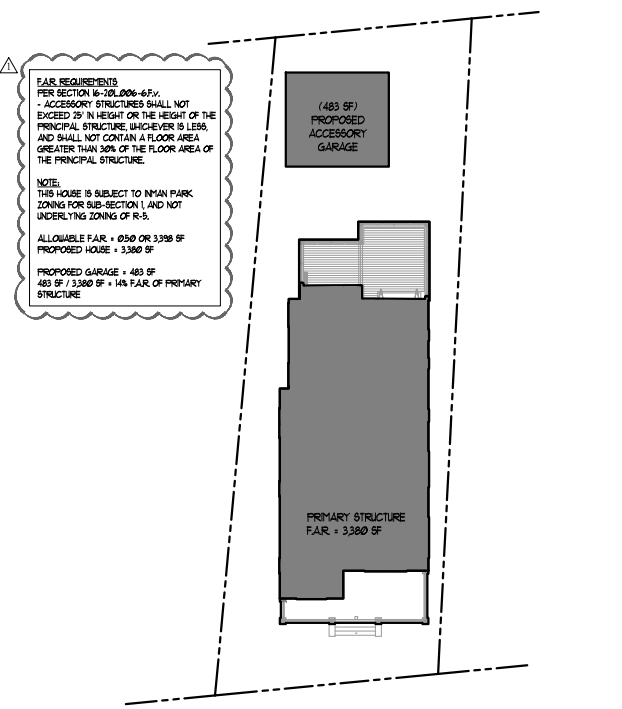 1
F.A.R. REQUIREMENTS
PER SECTION 16-20L.006-6.F.v.
- ACCESSORY STRUCTURES SHALL NOT
EXCEED 25' IN HEIGHT OR THE HEIGHT OF THE
PRINCIPAL STRUCTURE, WHICHEVER IS LESS,
AND SHALL NOT CONTAIN A FLOOR AREA
GREATER THAN 30% OF THE FLOOR AREA OF
THE PRINCIPAL STRUCTURE.
NOTE:
THIS HOUSE IS SUBJECT TO INMAN PARK
ZONING FOR SUB-SECTION 1, AND NOT
UNDERLYING ZONING OF R-5.
ALLOWABLE F.A.R. = 0.50 OR 3,398 SF
PROPOSED HOUSE = 3,380 SF
PROPOSED GARAGE = 483 SF
483 SF / 3,380 SF = 14% F.A.R. OF PRIMARY
STRUCTURE
(483 SF)
PROPOSED
ACCESSORY
GARAGE
PRIMARY STRUCTURE
F.A.R. = 3,380 SF